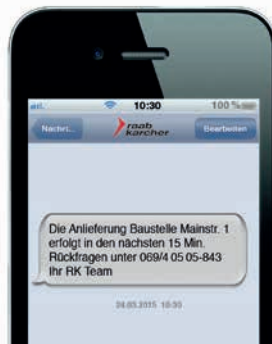 10:30 100 %
Nachri...
raab
karcher
Bearbeiten
Die Anlieferung Baustelle Mainstr. 1
erfolgt in den nächsten 15 Min.
Rückfragen unter 069/4 05 05-843
Ihr RK Team
24.03.2015 10:30